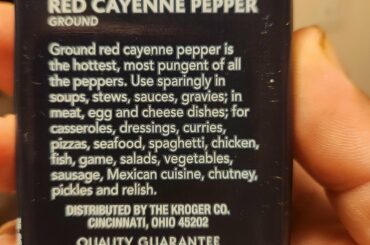 RED CAYENNE PEPPER
GROUND
Ground red cayenne pepper is
the hottest, most pungent of all
the peppers. Use sparingly in
soups, stews, sauces, gravies; in
meat, egg and cheese dishes; for
casseroles, dressings, curries,
pizzas, seafood, spaghetti, chicken,
fish, game, salads, vegetables,
sausage, Mexican cuisine, chutney,
pickles and relish.
DISTRIBUTED BY THE KROGER CO.
CINCINNATI, OHIO 45202
QUALITY GUARANTEE